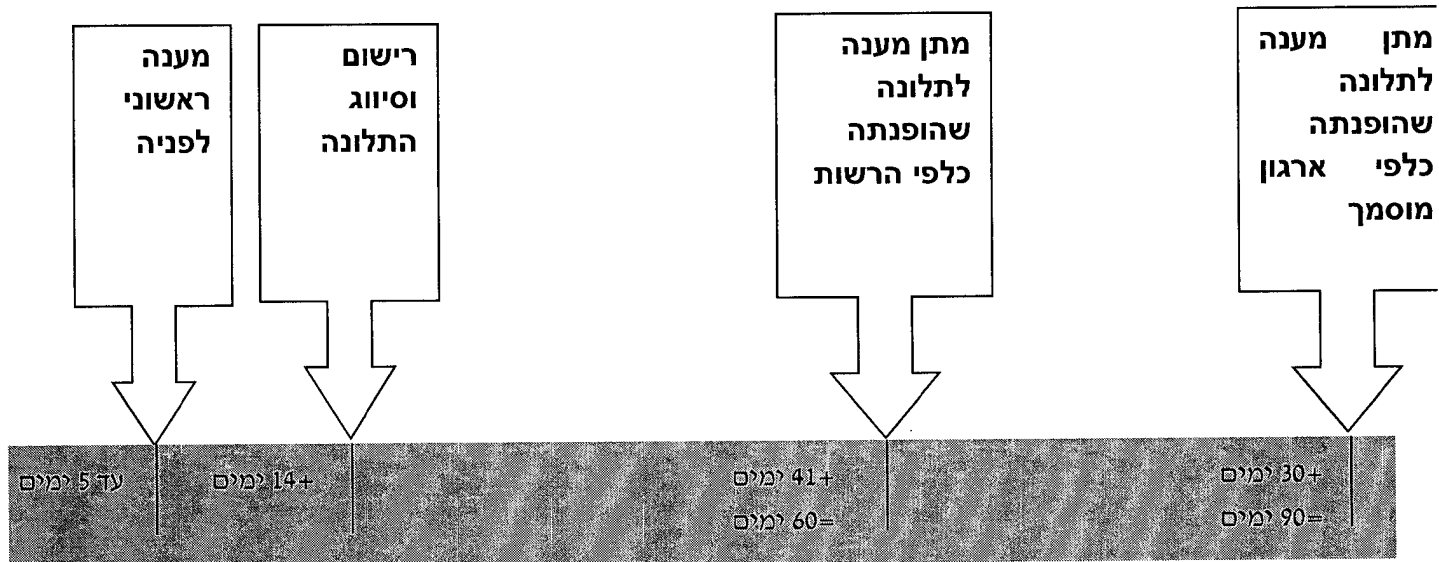 מענה
ראשוני
לפניה
רישום
וסיווג
התלונה
מתן מענה
לתלונה
שהופנתה
כלפי הרשות
מתן מענה
לתלונה
שהופנתה
כלפי ארגון
מוסמך
עד 5 ימים
+14 ימים
+41 ימים
=60 ימים
+30 ימים
=90 ימים